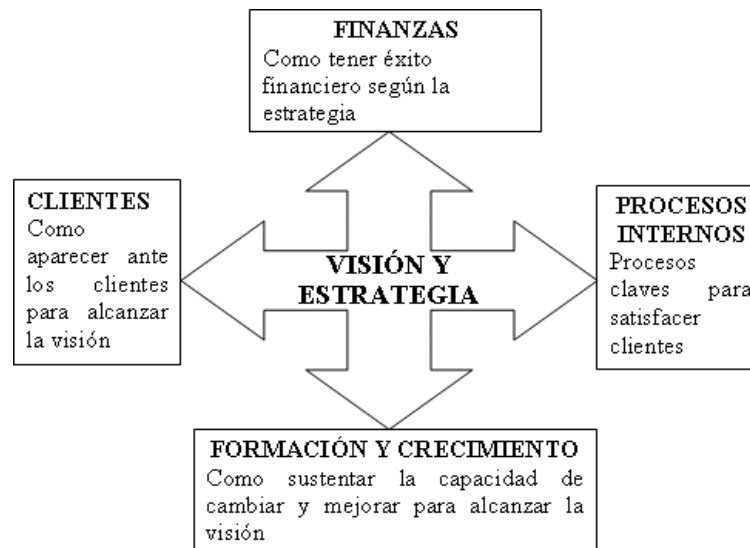 FINANZAS
Como tener éxito
financiero según la
estrategia
CLIENTES
Como
aparecer ante
los clientes
para alcanzar
la visión
VISIÓN Y
ESTRATEGIA
PROCESOS
INTERNOS
Procesos
claves para
satisfacer
clientes
FORMACIÓN Y CRECIMIENTO
Como sustentar la capacidad de
cambiar y mejorar para alcanzar la
visión